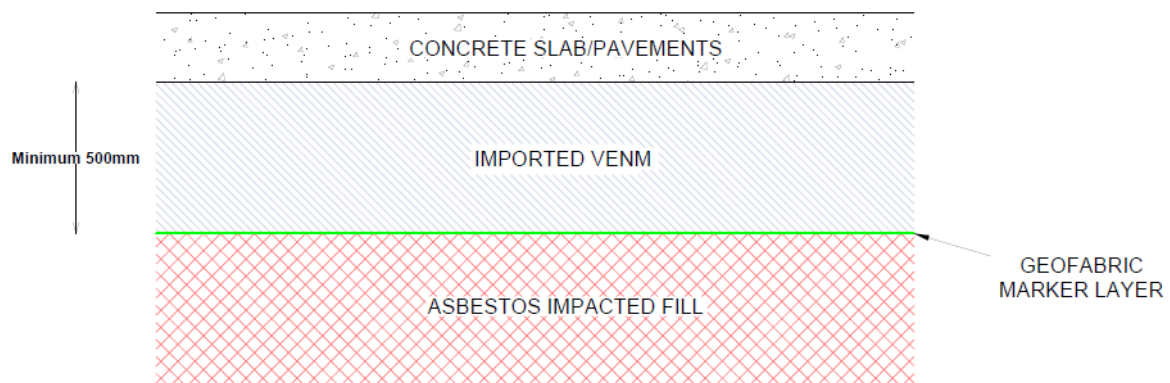 CONCRETE SLAB/PAVEMENTS
Minimum 500mm
IMPORTED VENM
GEOFABRIC
MARKER LAYER
ASBESTOS IMPACTED FILL